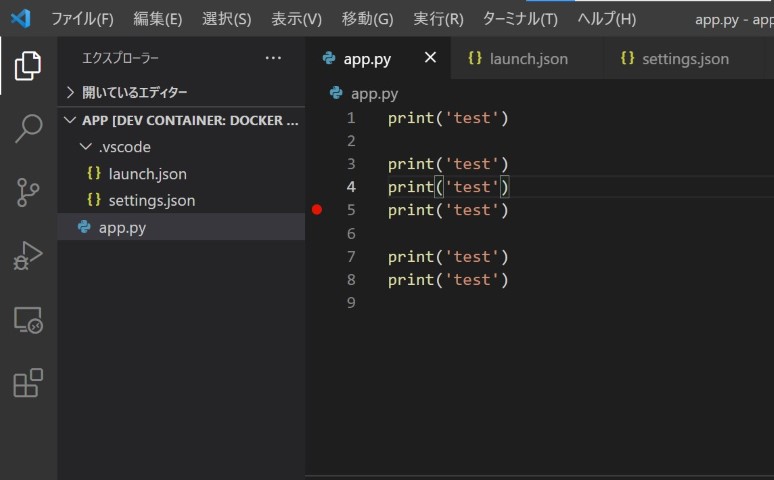 ファイル(F) 編集(E) 選択(S) 表示(V) 移動(G) 実行(R) ターミナル(T) ヘルプ(H) app.py - app
エクスプローラー ...
app.py launch.json settings.json
開いているエディター
app.py
APP [DEV CONTAINER: DOCKER ...
.vscode
launch.json
settings.json
app.py
1 print('test')
2
3 print('test')
4 print('test')
5 print('test')
6
7 print('test')
8 print('test')
9